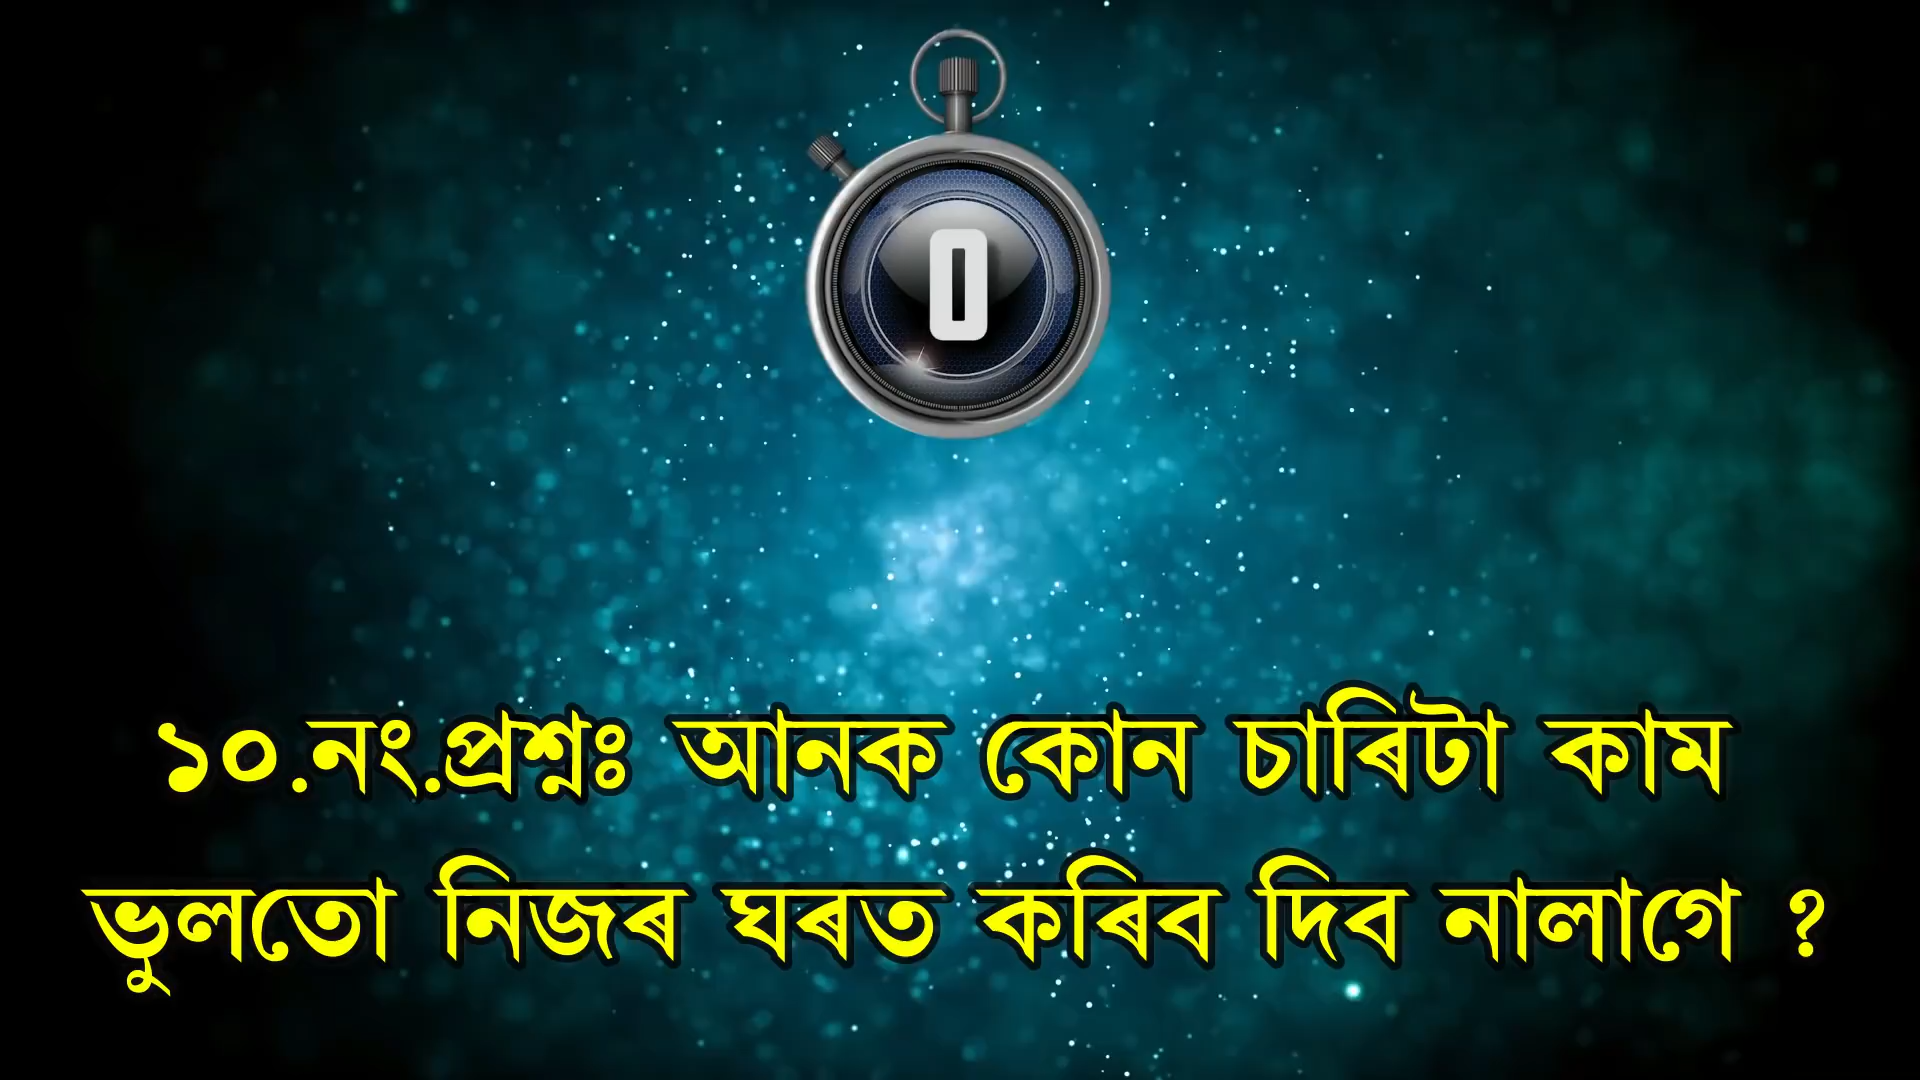 0
১০.নং.প্ৰশ্নঃ আনক কোন চাৰিটা কাম
ভুলতো নিজৰ ঘৰত কৰিব দিব নালাগে ?